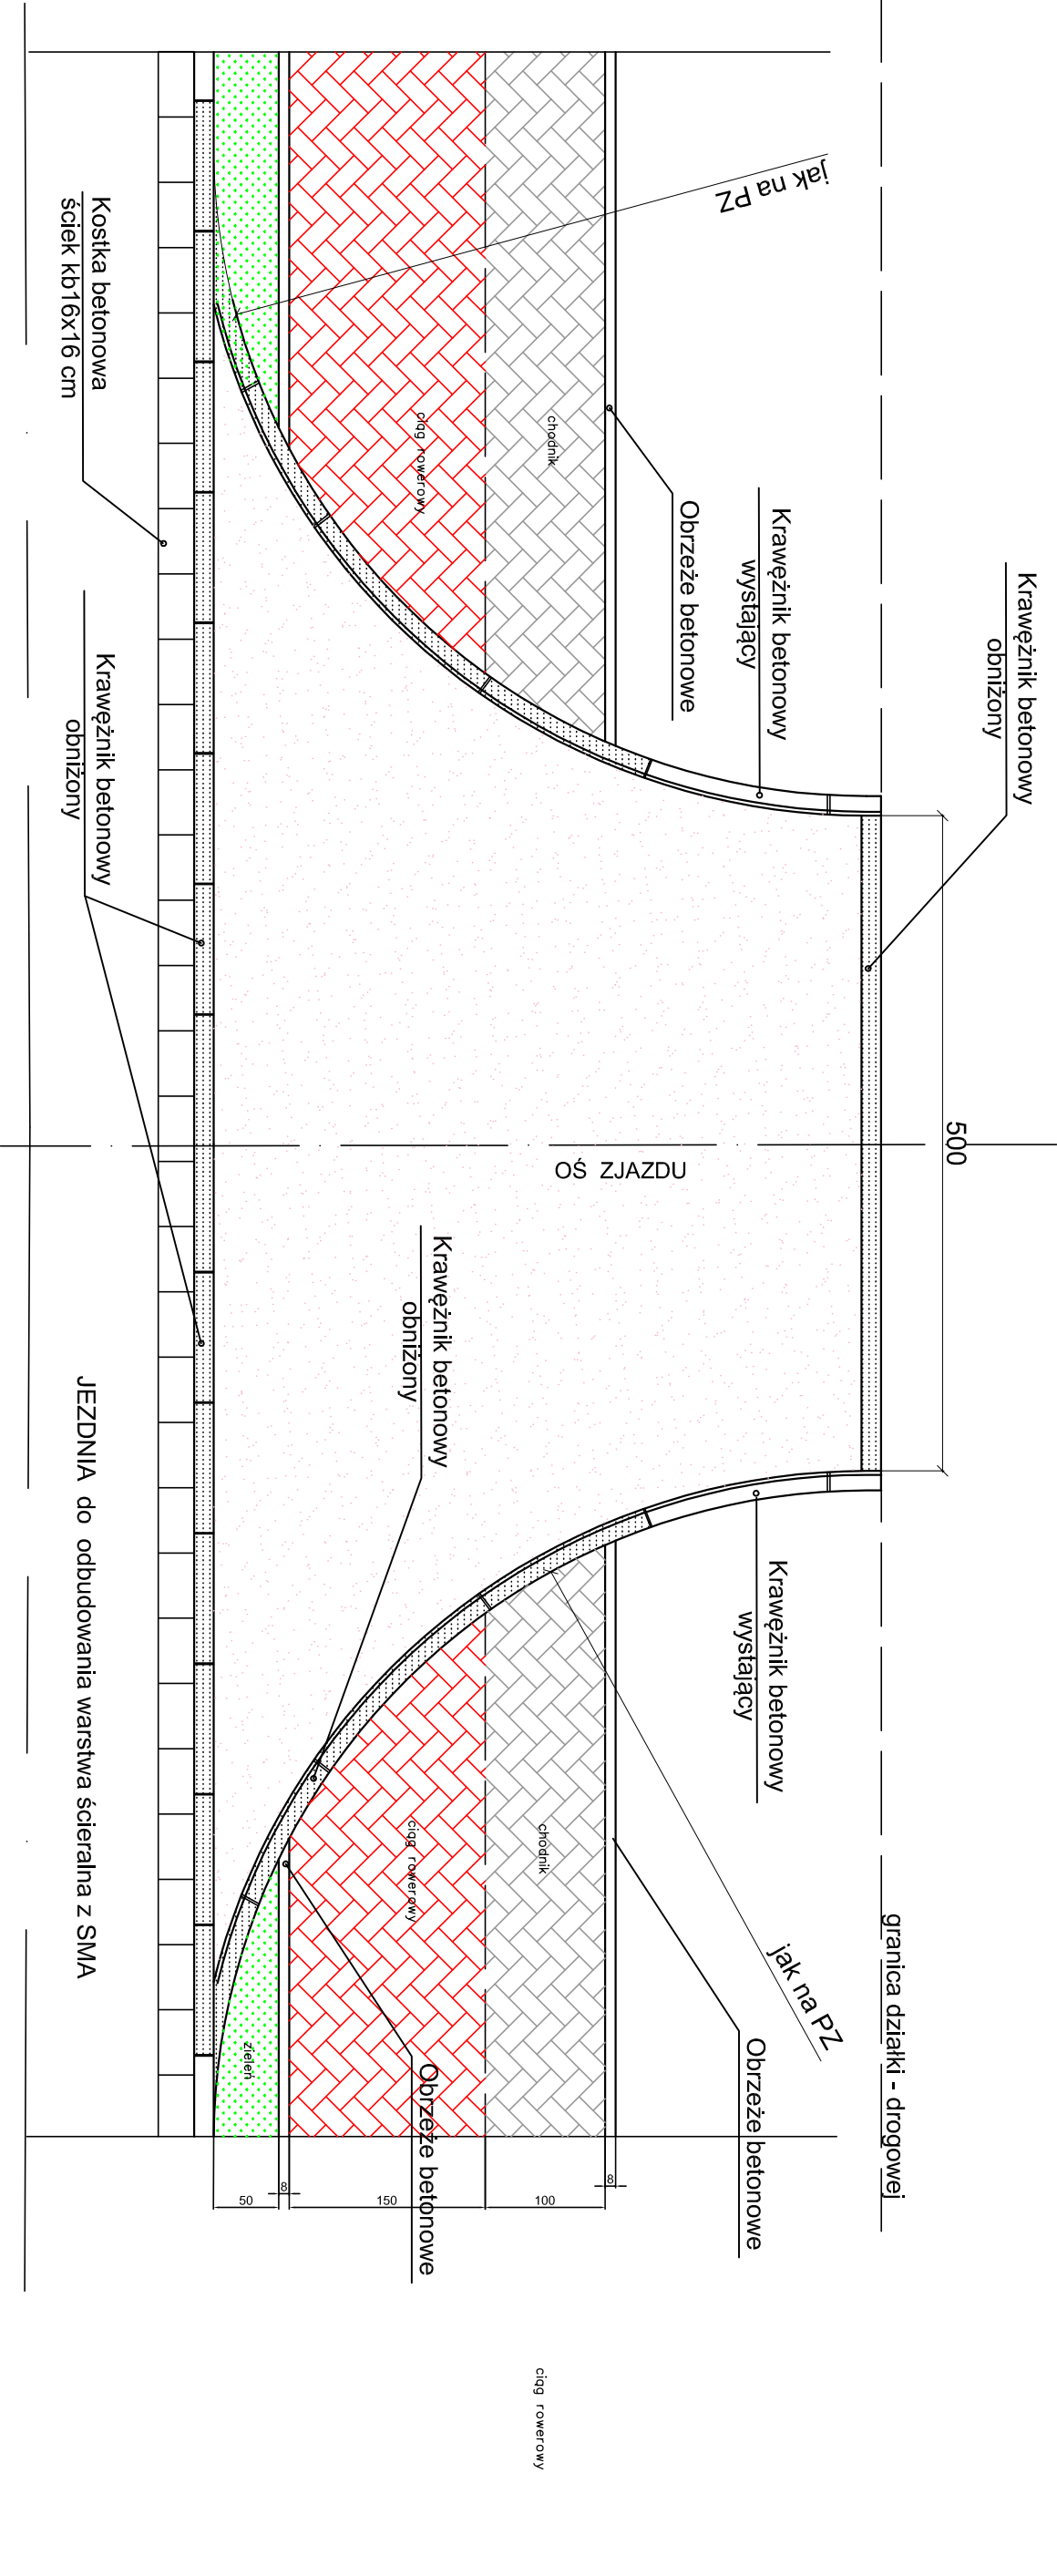 Krawężnik betonowy
obniżony
granica działki - drogowej
500
Krawężnik betonowy
wystający
Krawężnik betonowy
wystający
jak na PZ
jak na PZ
Obrzeże betonowe
Obrzeże betonowe
OŚ ZJAZDU
chodnik
chodnik
ciąg rowerowy
ciąg rowerowy
ciąg rowerowy
Krawężnik betonowy
obniżony
Obrzeże betonowe
zieleń
8
100
150
8
50
Kostka betonowa
ściek kb16x16 cm
Krawężnik betonowy
obniżony
JEZDNIA do odbudowania warstwa ścieralna z SMA